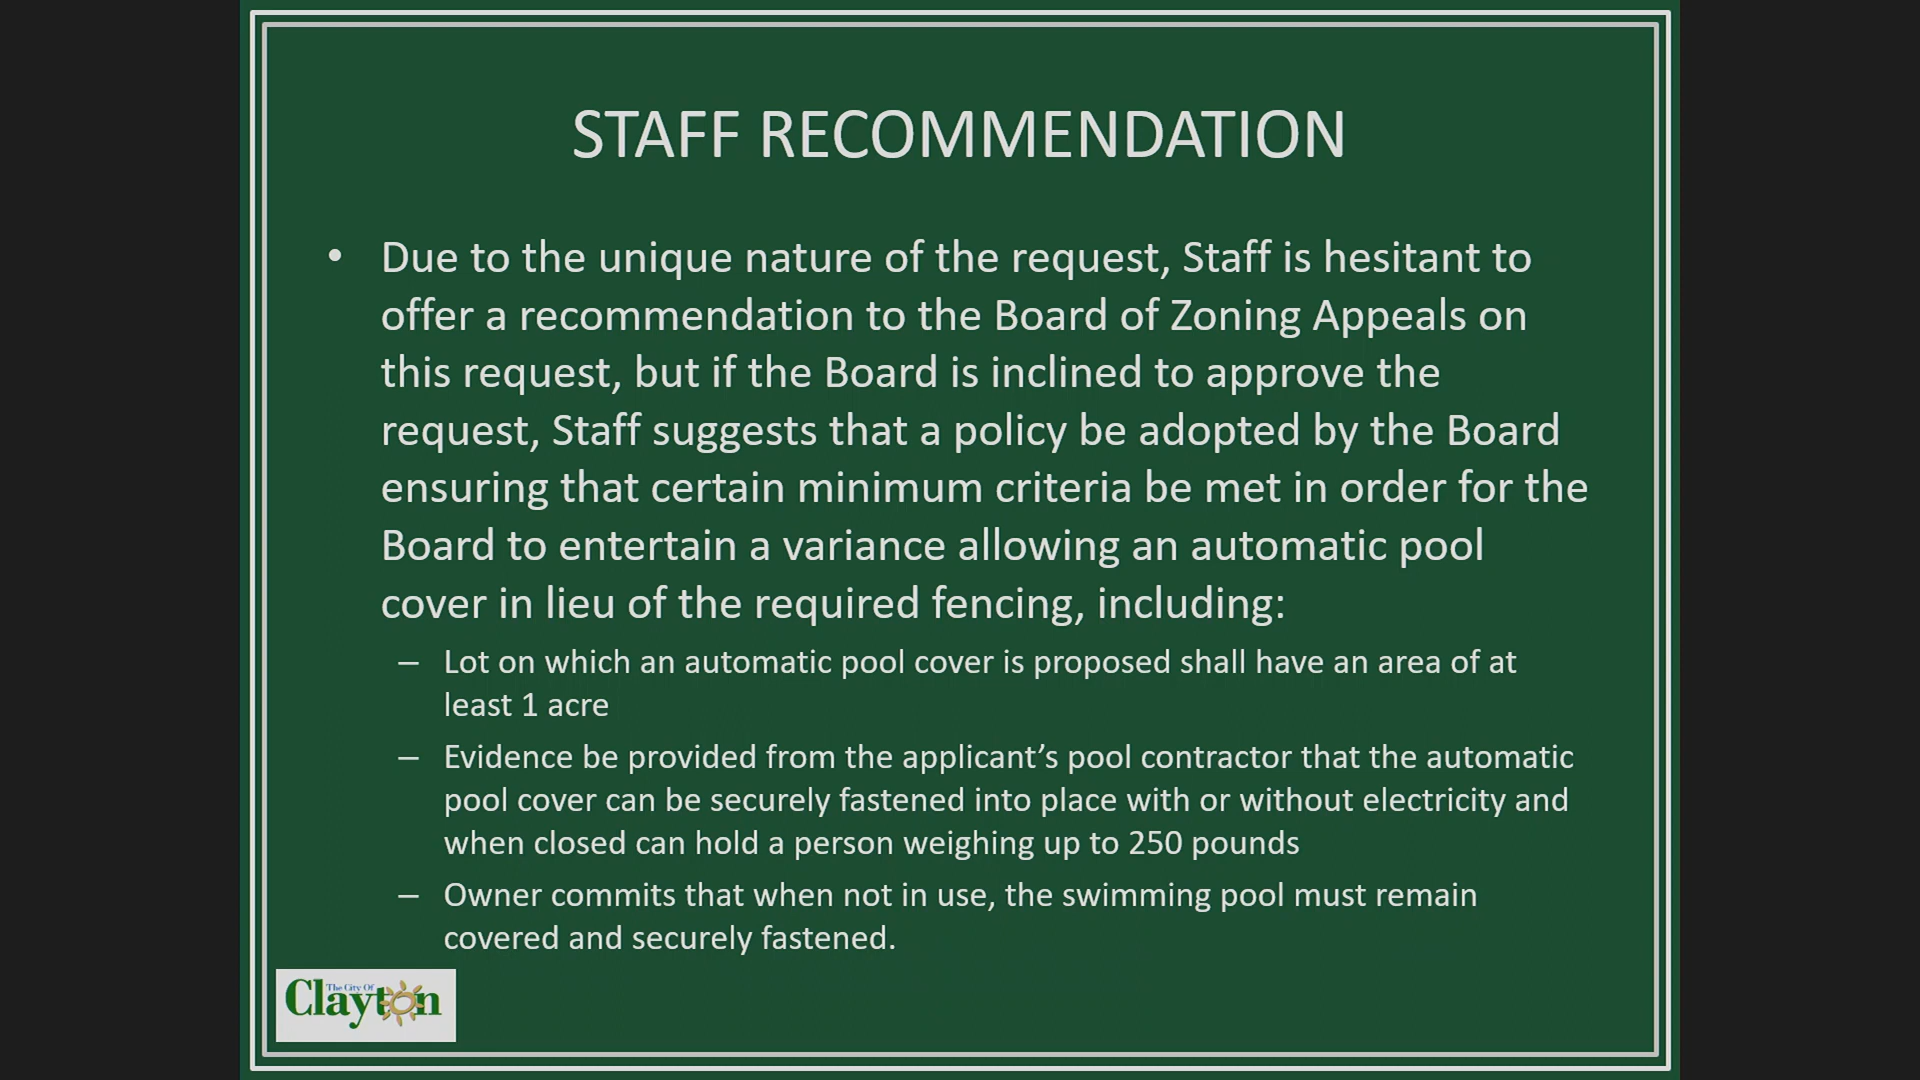 STAFF RECOMMENDATION
• Due to the unique nature of the request, Staff is hesitant to
offer a recommendation to the Board of Zoning Appeals on
this request, but if the Board is inclined to approve the
request, Staff suggests that a policy be adopted by the Board
ensuring that certain minimum criteria be met in order for the
Board to entertain a variance allowing an automatic pool
cover in lieu of the required fencing, including:
– Lot on which an automatic pool cover is proposed shall have an area of at
least 1 acre
– Evidence be provided from the applicant’s pool contractor that the automatic
pool cover can be securely fastened into place with or without electricity and
when closed can hold a person weighing up to 250 pounds
– Owner commits that when not in use, the swimming pool must remain
covered and securely fastened.
The City Of
Clayton